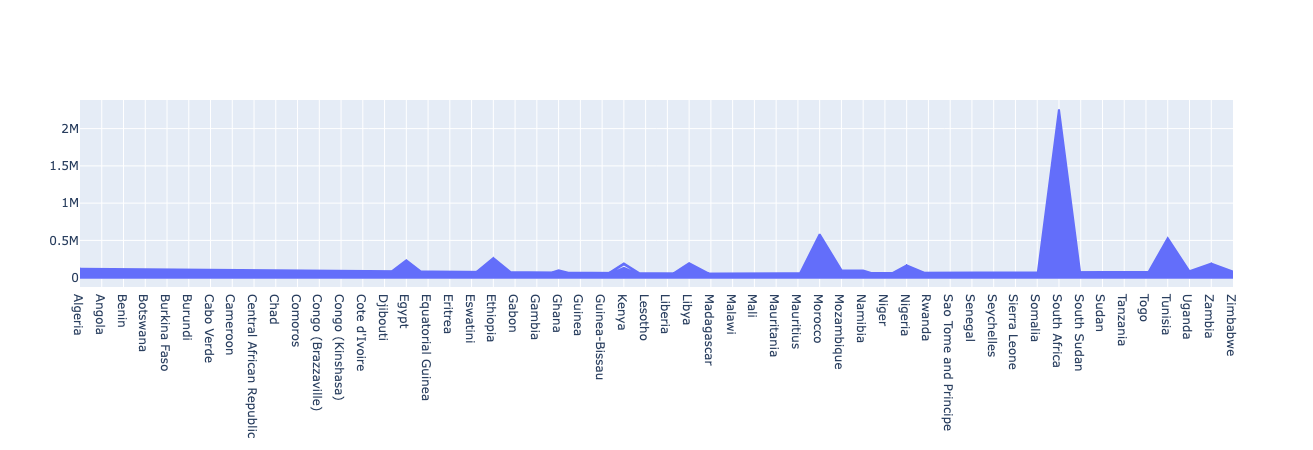 2M
1.5M
1M
0.5M
0
Algeria
Angola
Benin
Botswana
Burkina Faso
Burundi
Cabo Verde
Cameroon
Central African Republic
Chad
Comoros
Congo (Brazzaville)
Congo (Kinshasa)
Cote d'Ivoire
Djibouti
Egypt
Equatorial Guinea
Eritrea
Eswatini
Ethiopia
Gabon
Gambia
Ghana
Guinea
Guinea-Bissau
Kenya
Lesotho
Liberia
Libya
Madagascar
Malawi
Mali
Mauritania
Mauritius
Morocco
Mozambique
Namibia
Niger
Nigeria
Rwanda
Sao Tome and Principe
Senegal
Seychelles
Sierra Leone
Somalia
South Africa
South Sudan
Sudan
Tanzania
Togo
Tunisia
Uganda
Zambia
Zimbabwe